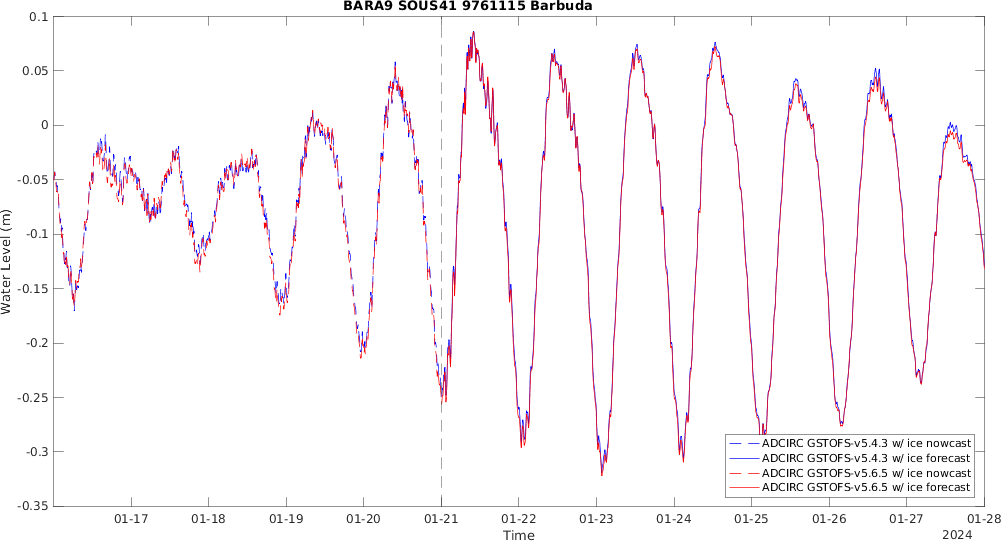 BARA9 SOUS41 9761115 Barbuda
Water Level (m)
0.1
0.05
0
-0.05
-0.1
-0.15
-0.2
-0.25
-0.3
-0.35
ADCIRC GSTOFS-v5.4.3 w/ ice nowcast
ADCIRC GSTOFS-v5.4.3 w/ ice forecast
ADCIRC GSTOFS-v5.6.5 w/ ice nowcast
ADCIRC GSTOFS-v5.6.5 w/ ice forecast
01-17 01-18 01-19 01-20 01-21 01-22 01-23 01-24 01-25 01-26 01-27 01-28
Time
2024